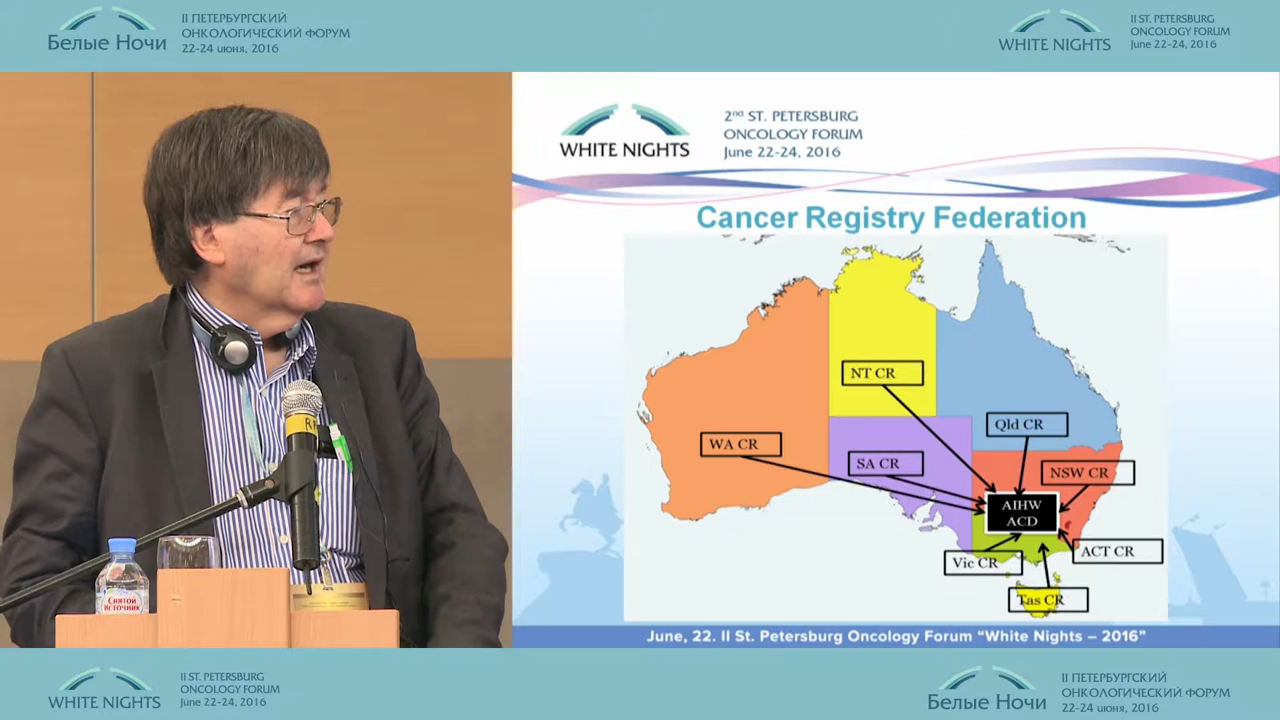 Белые Ночи
II ПЕТЕРБУРГСКИЙ
ОНКОЛОГИЧЕСКИЙ ФОРУМ
22-24 июня, 2016
WHITE NIGHTS
II ST. PETERSBURG
ONCOLOGY FORUM
June 22-24, 2016
WHITE NIGHTS
2nd ST. PETERSBURG
ONCOLOGY FORUM
June 22-24, 2016
Cancer Registry Federation
NT CR
Qld CR
WA CR
SA CR
NSW CR
AIHW
ACD
ACT CR
Vic CR
Tas CR
СВЯТОЙ
ИСТОЧНИК
June, 22. II St. Petersburg Oncology Forum “White Nights – 2016”
WHITE NIGHTS
II ST. PETERSBURG
ONCOLOGY FORUM
June 22-24, 2016
Белые Ночи
II ПЕТЕРБУРГСКИЙ
ОНКОЛОГИЧЕСКИЙ ФОРУМ
22-24 июня, 2016